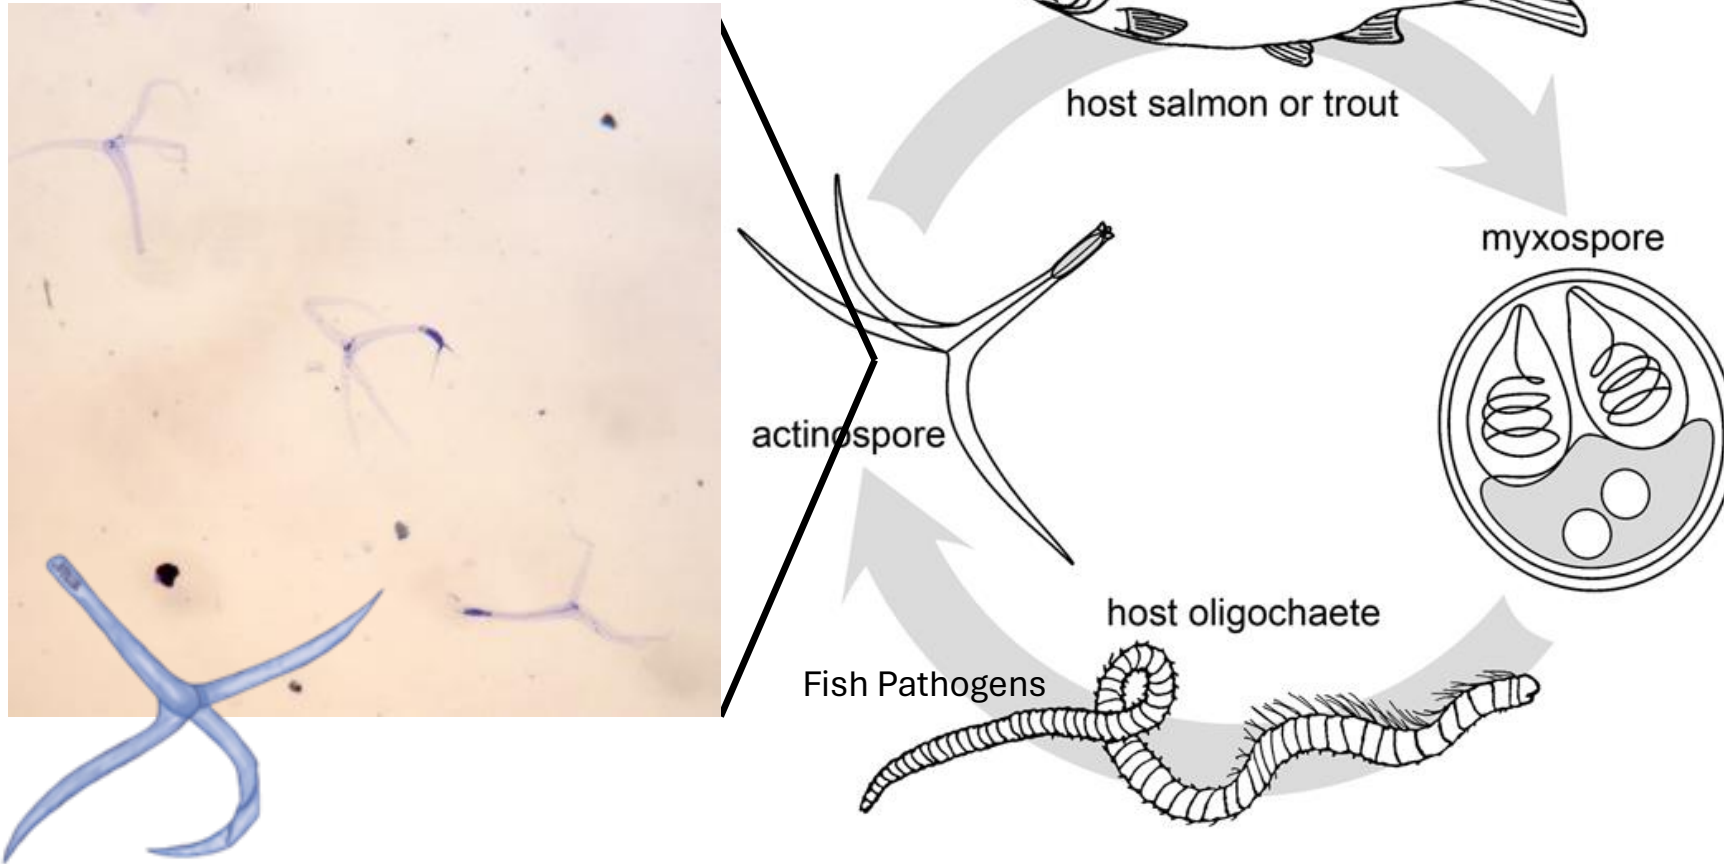 host salmon or trout
myxospore
actinospore
host oligochaete
Fish Pathogens